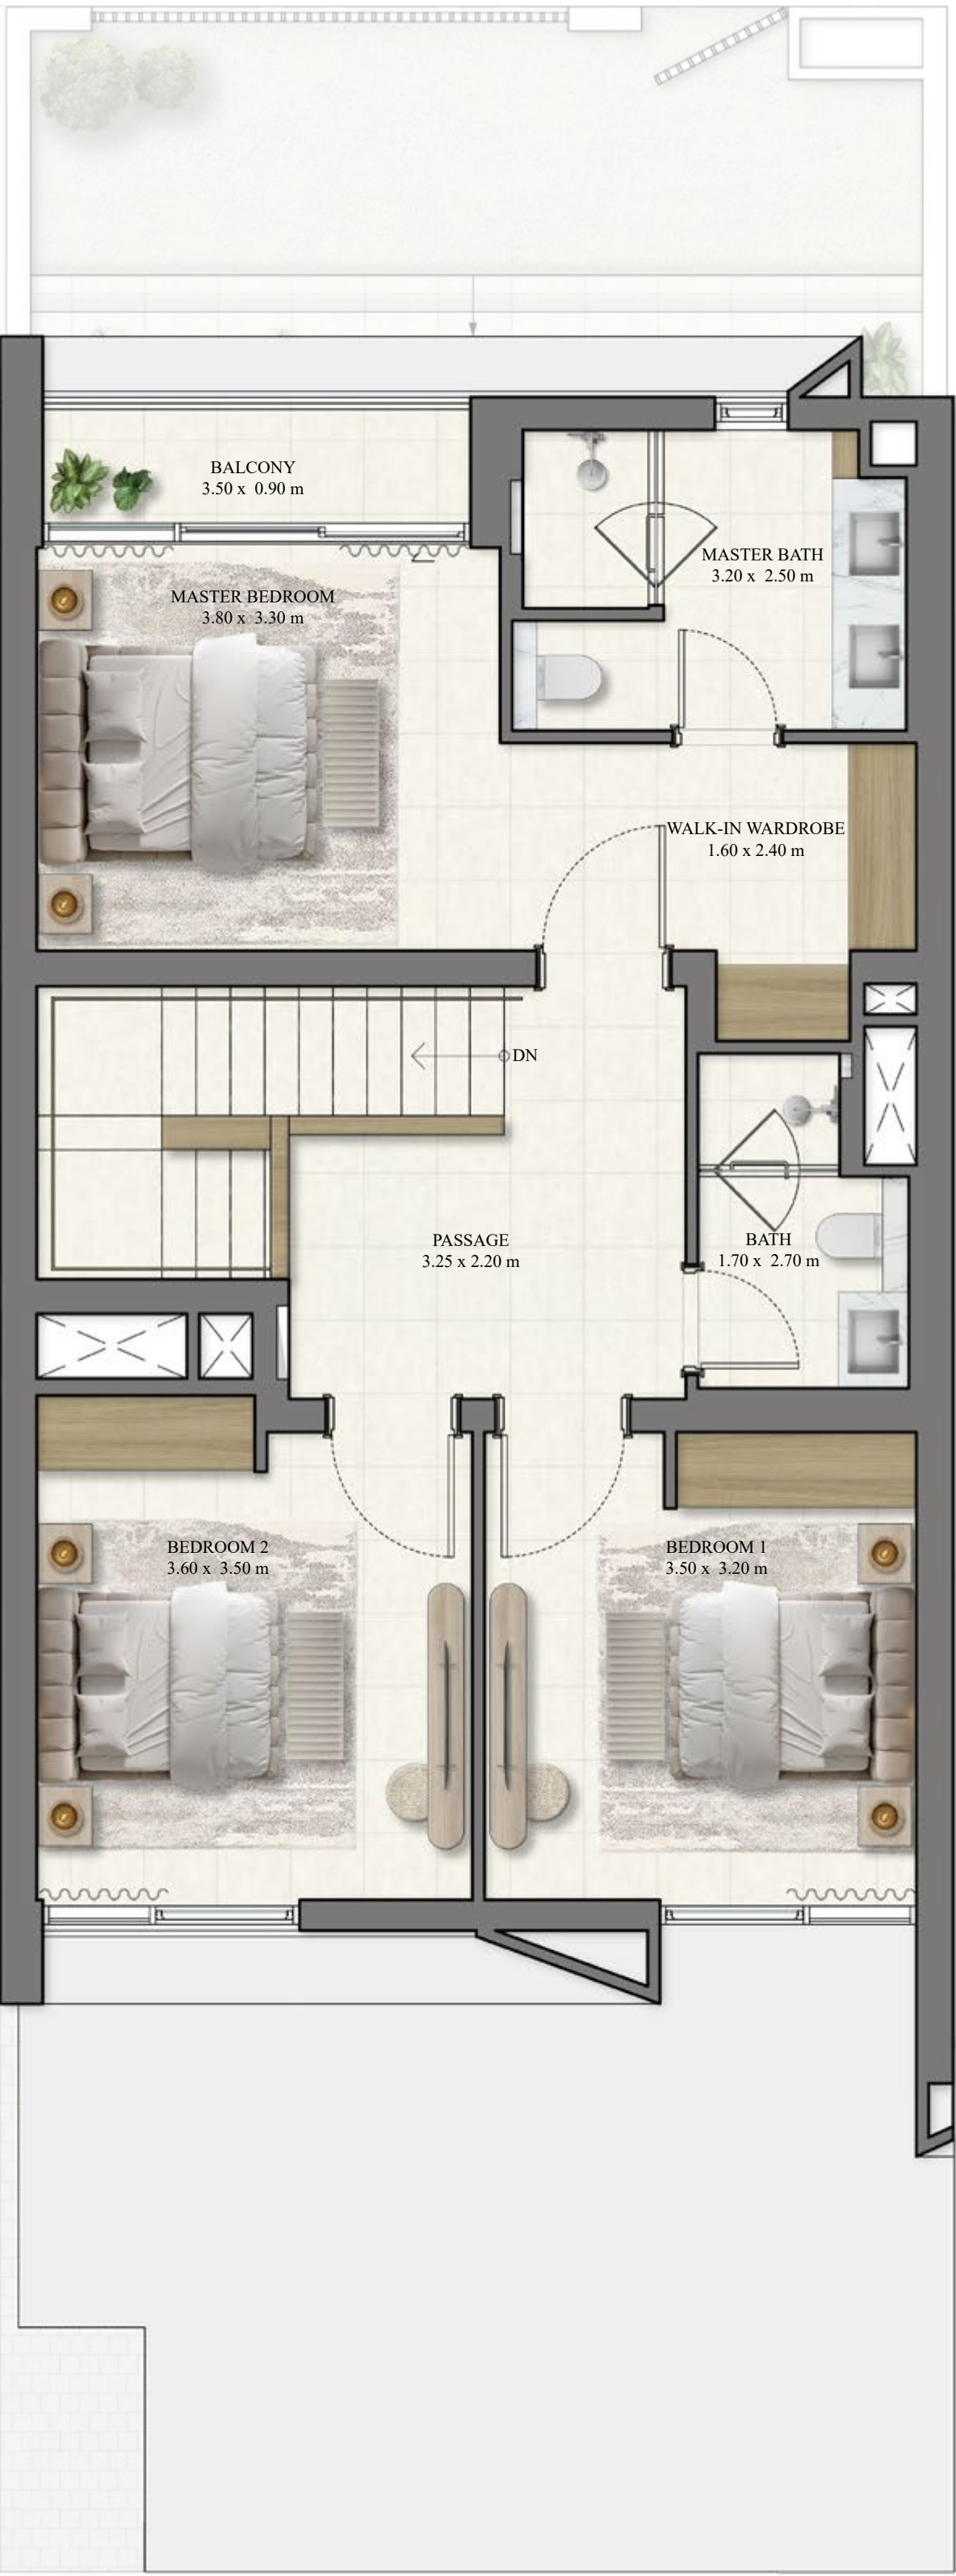 BALCONY
3.50 x 0.90 m
MASTER BATH
3.20 x 2.50 m
MASTER BEDROOM
3.80 x 3.30 m
WALK-IN WARDROBE
1.60 x 2.40 m
DN
PASSAGE
3.25 x 2.20 m
BATH
1.70 x 2.70 m
BEDROOM 2
3.60 x 3.50 m
BEDROOM 1
3.50 x 3.20 m